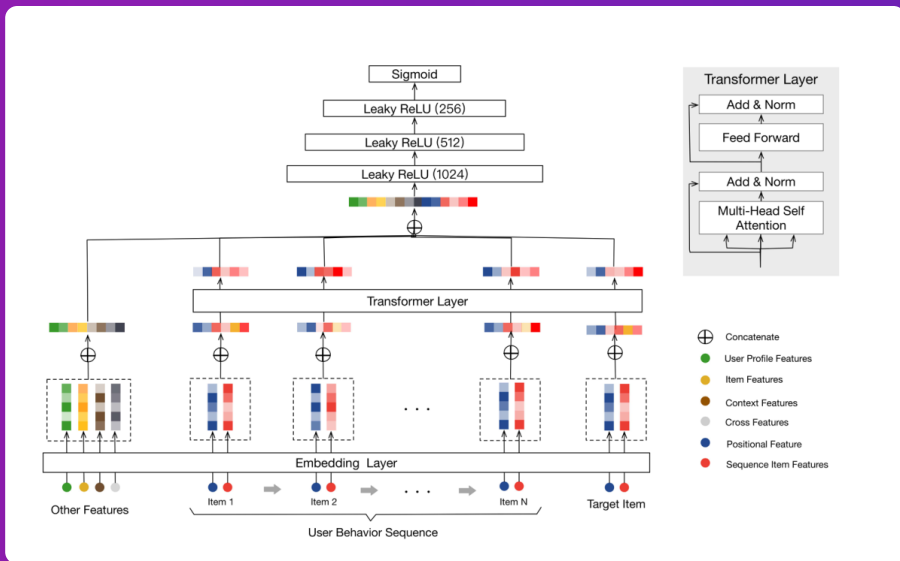 Sigmoid
Leaky ReLU (256)
Leaky ReLU (512)
Leaky ReLU (1024)
Transformer Layer
Embedding Layer
Item 1
Item 2
. . .
Item N
Other Features
User Behavior Sequence
Target Item
Transformer Layer
Add & Norm
Feed Forward
Add & Norm
Multi-Head Self
Attention
Concatenate
User Profile Features
Item Features
Context Features
Cross Features
Positional Feature
Sequence Item Features